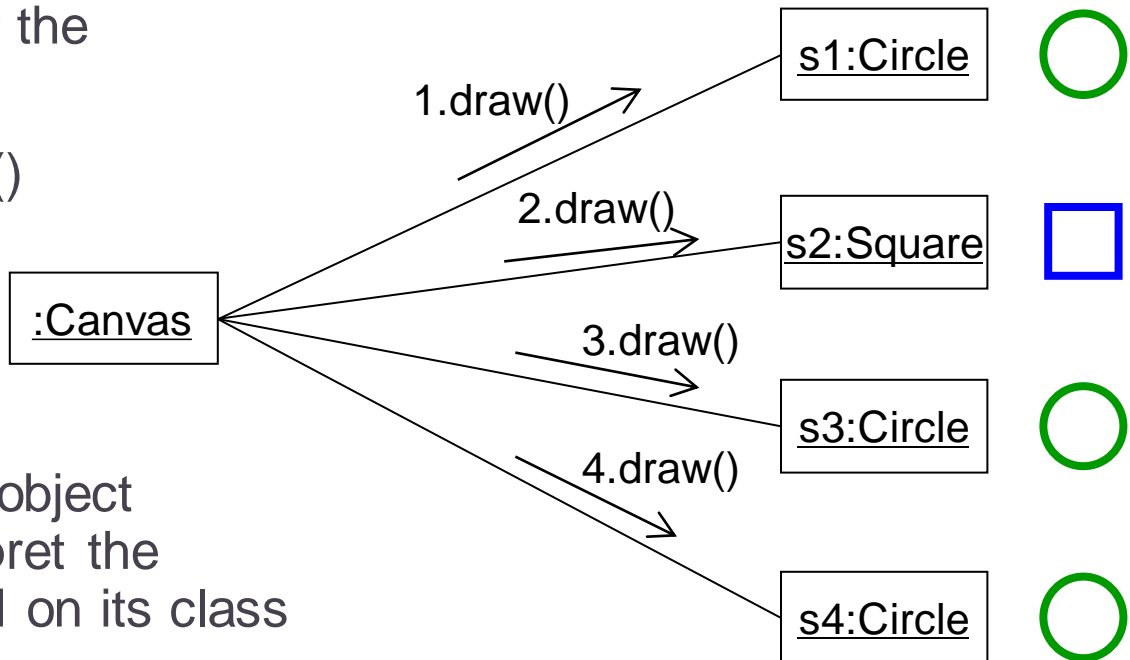 the
()
object
the
on its class
:Canvas
1.draw()
2.draw()
3.draw()
4.draw()
s1:Circle
s2:Square
s3:Circle
s4:Circle